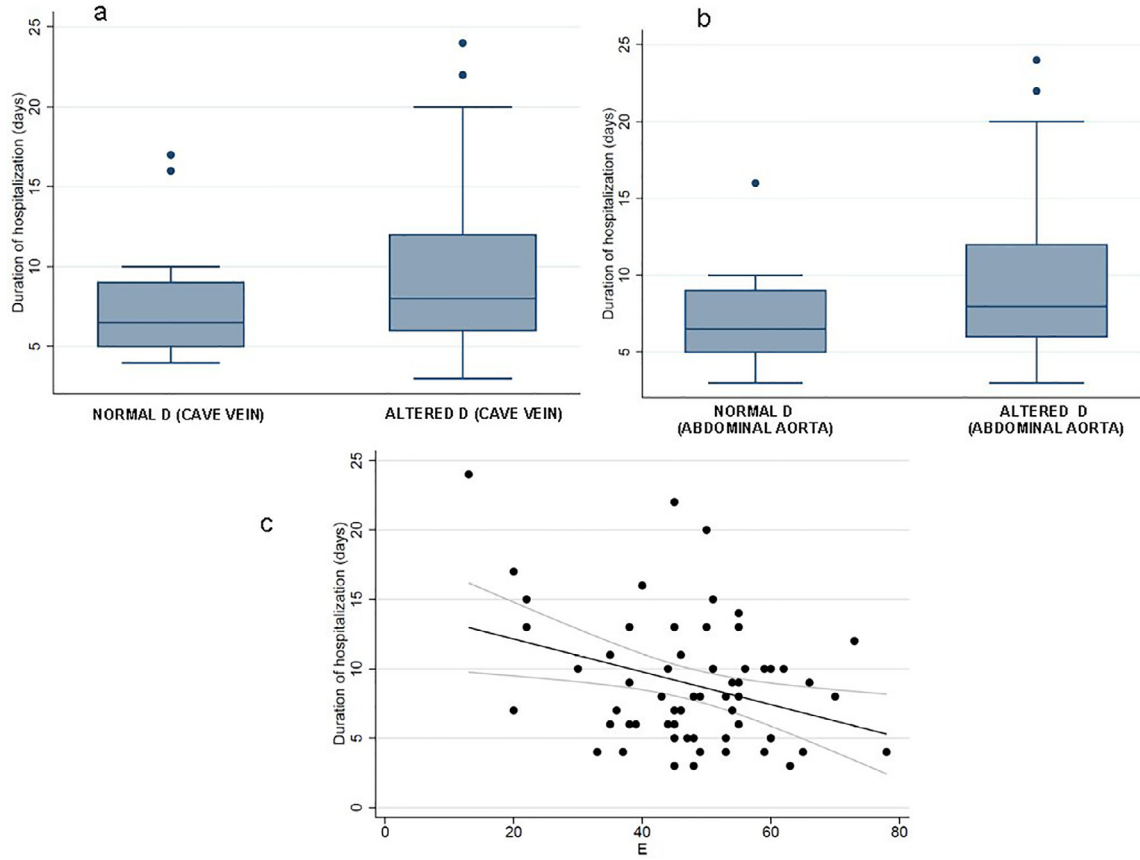 a
Duration of hospitalization (days)
25
20
15
10
5
NORMAL D (CAVE VEIN)
ALTERED D (CAVE VEIN)
b
Duration of hospitalization (days)
25
20
15
10
5
NORMAL D
(ABDOMINAL AORTA)
ALTERED D
(ABDOMINAL AORTA)
c
Duration of hospitalization (days)
25
20
15
10
5
0
0 20 40 60 80
E